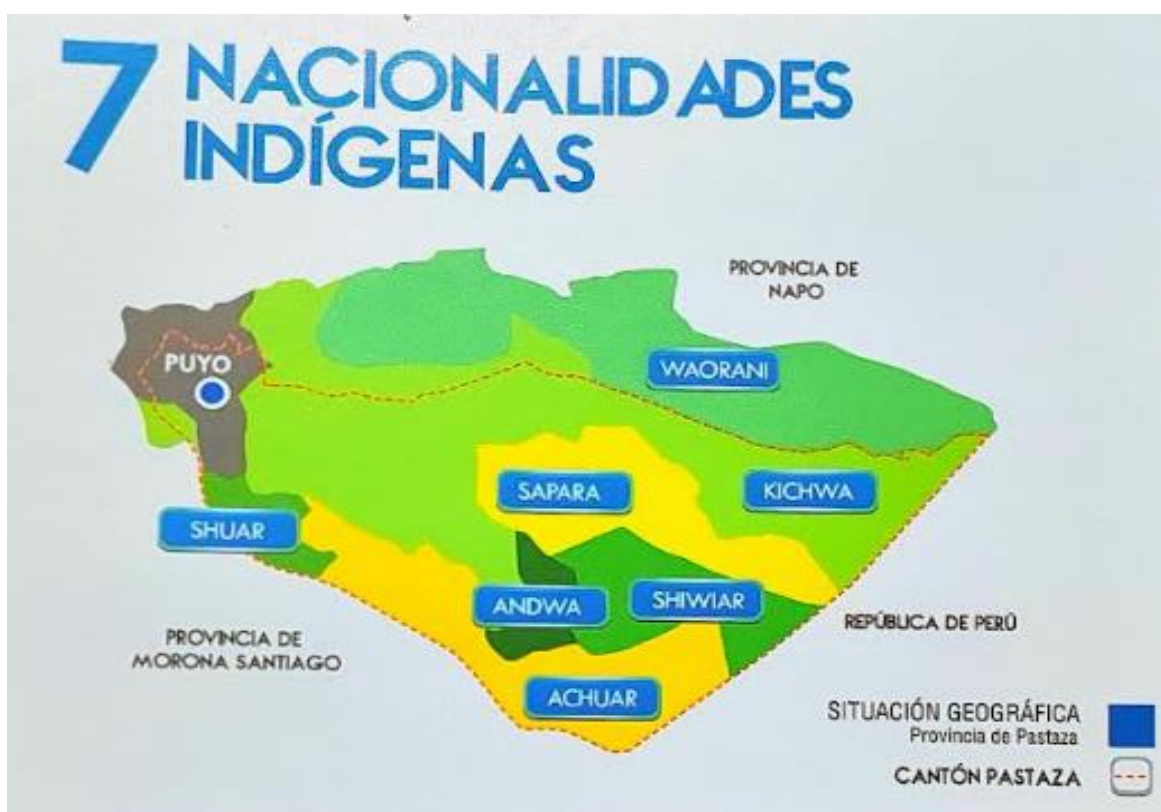 7 NACIONALIDADES
INDÍGENAS
PROVINCIA DE
NAPO
PUYO
WAORANI
SAPARA
KICHWA
SHUAR
ANDWA
SHIWIAR
REPÚBLICA DE PERÚ
PROVINCIA DE
MORONA SANTIAGO
ACHUAR
SITUACIÓN GEOGRÁFICA
Provincia de Pastaza
CANTÓN PASTAZA